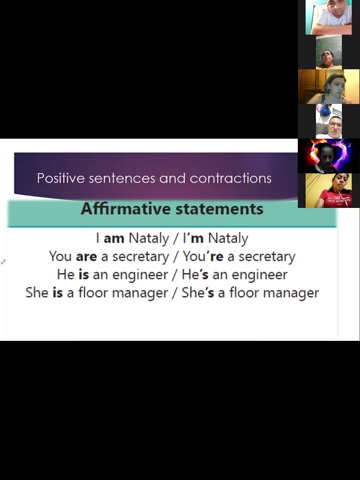 Positive sentences and contractions
Affirmative statements
I am Nataly / I'm Nataly
You are a secretary / You're a secretary
He is an engineer / He's an engineer
She is a floor manager / She's a floor manager